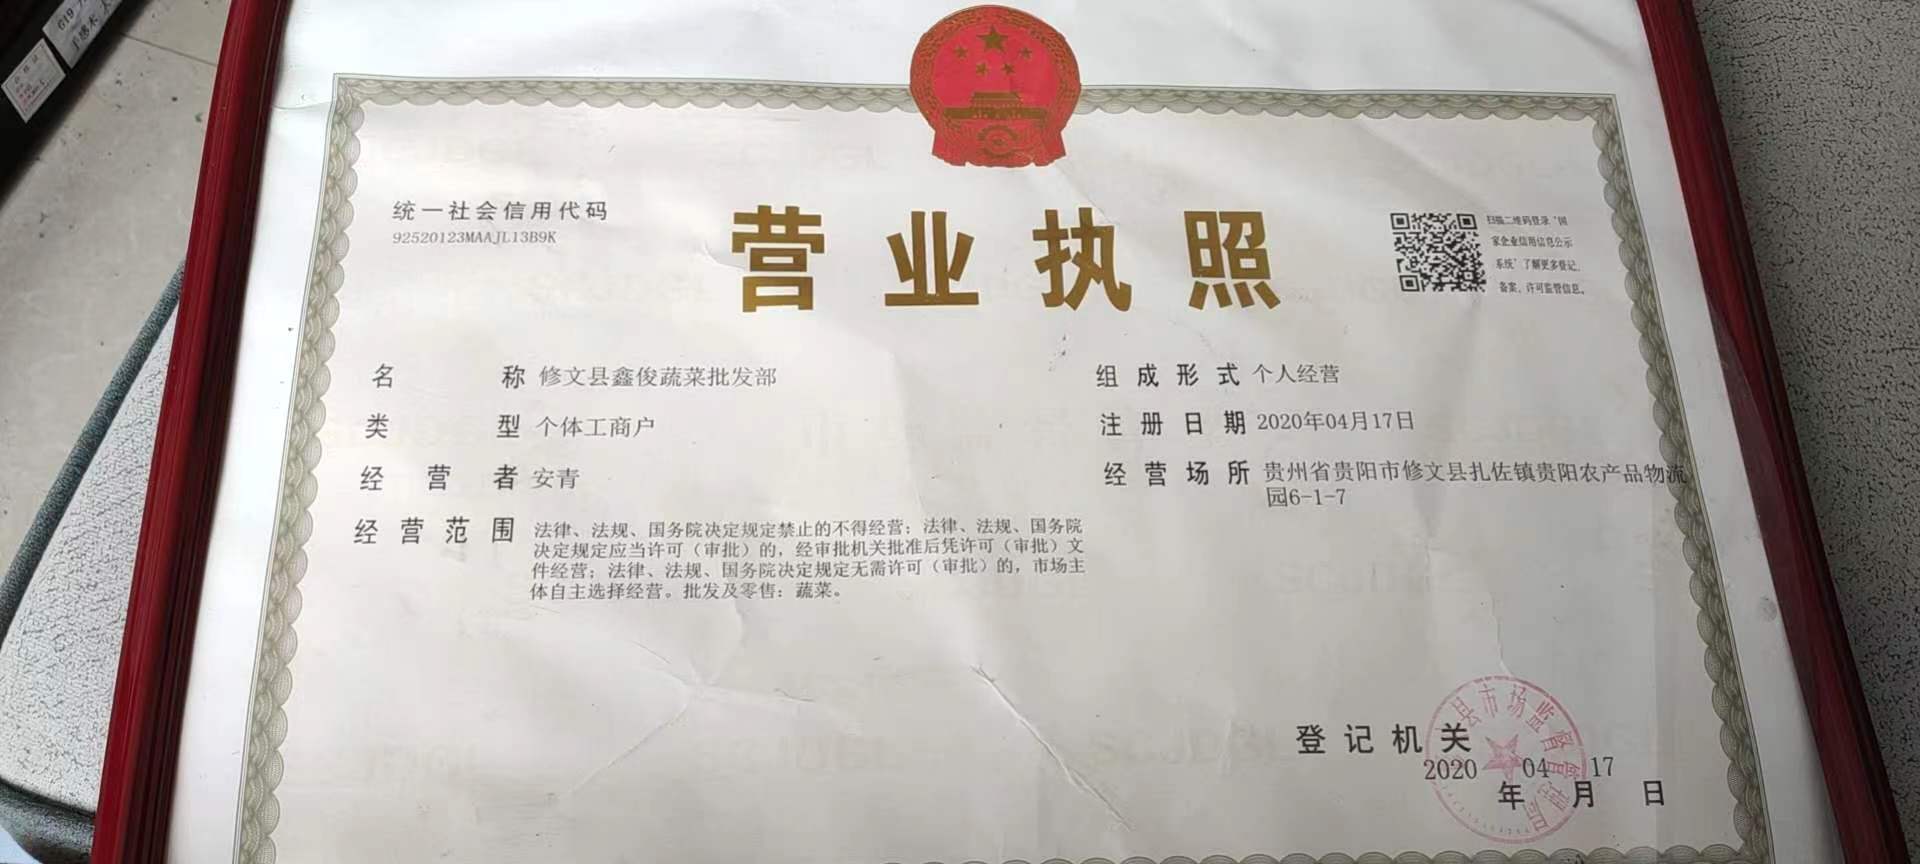 统一社会信用代码
92520123MAAJL13B9K
营业执照
扫描二维码登录‘国
家企业信用信息公示
系统’了解更多登记、
备案、许可监管信息。
名称 修文县鑫俊蔬菜批发部
类型 个体工商户
经营者 安青
经营范围 法律、法规、国务院决定规定禁止的不得经营；法律、法规、国务院
决定规定应当许可（审批）的，经审批机关批准后凭许可（审批）文
件经营；法律、法规、国务院决定规定无需许可（审批）的，市场主
体自主选择经营。批发及零售：蔬菜。
组成形式 个人经营
注册日期 2020年04月17日
经营场所 贵州省贵阳市修文县扎佐镇贵阳农产品物流
园6-1-7
登记机关
县市场监督管理局
2020 04 17
年 月 日